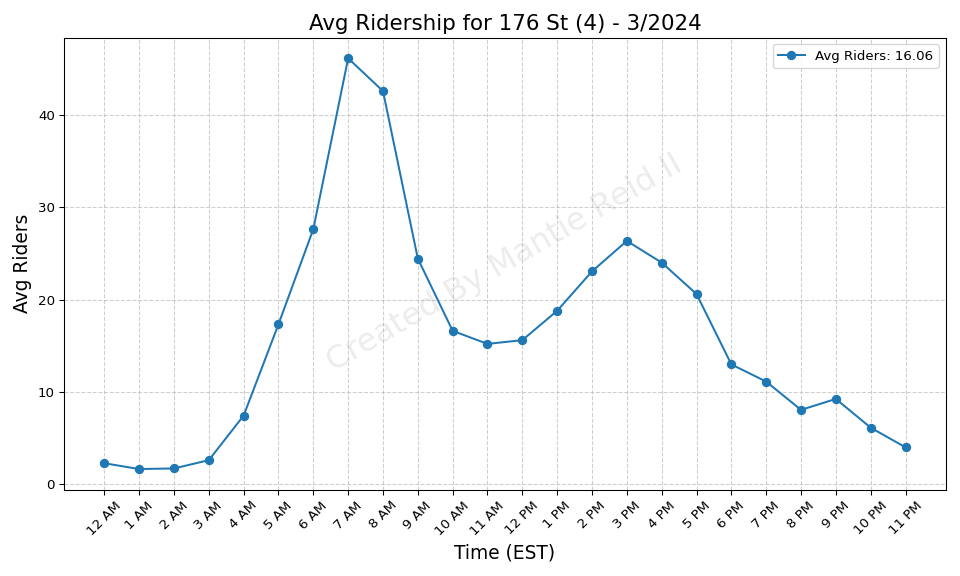 Avg Ridership for 176 St (4) - 3/2024
Avg Riders: 16.06
Avg Riders
40
30
20
10
0
Created By Mantie Reid II
12 AM
1 AM
2 AM
3 AM
4 AM
5 AM
6 AM
7 AM
8 AM
9 AM
10 AM
11 AM
12 PM
1 PM
2 PM
3 PM
4 PM
5 PM
6 PM
7 PM
8 PM
9 PM
10 PM
11 PM
Time (EST)